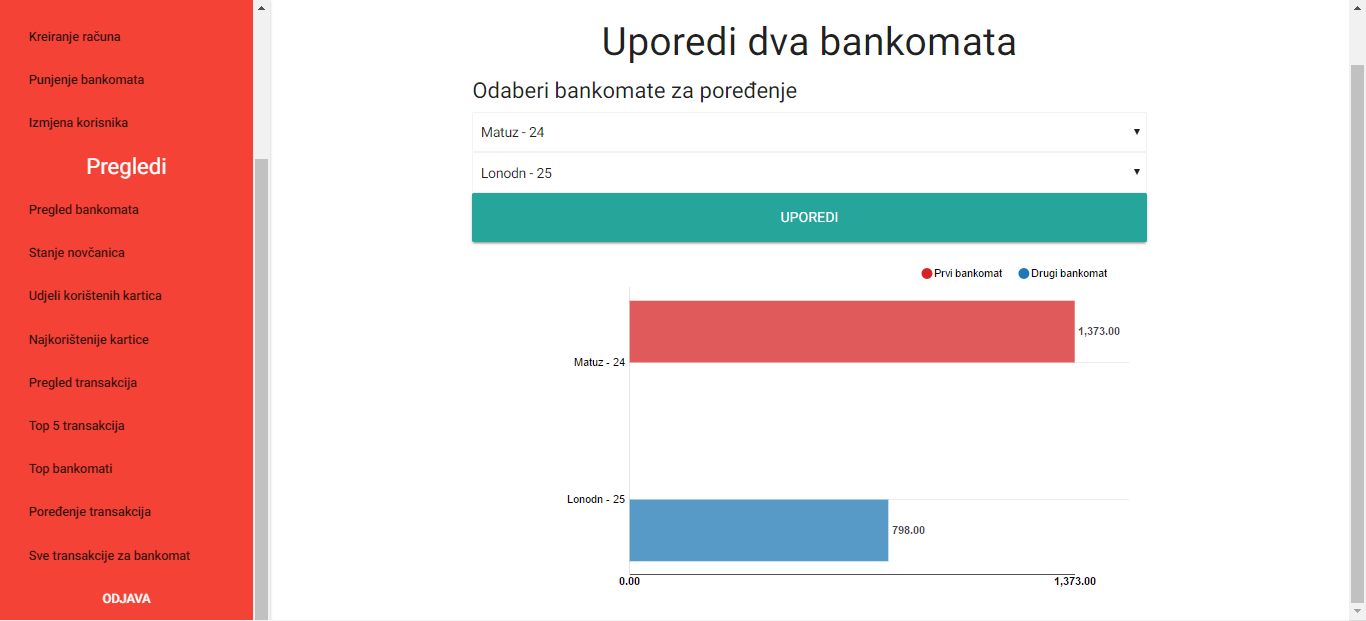 Kreiranje računa
Punjenje bankomata
Izmjena korisnika
Pregledi
Pregled bankomata
Stanje novčanica
Udjeli korištenih kartica
Najkorištenije kartice
Pregled transakcija
Top 5 transakcija
Top bankomati
Poređenje transakcija
Sve transakcije za bankomat
ODJAVA
Uporedi dva bankomata
Odaberi bankomate za poređenje
Matuz - 24
Lonodn - 25
UPOREDI
Prvi bankomat Drugi bankomat
1,373.00
Matuz - 24
Lonodn - 25
798.00
0.00 1,373.00